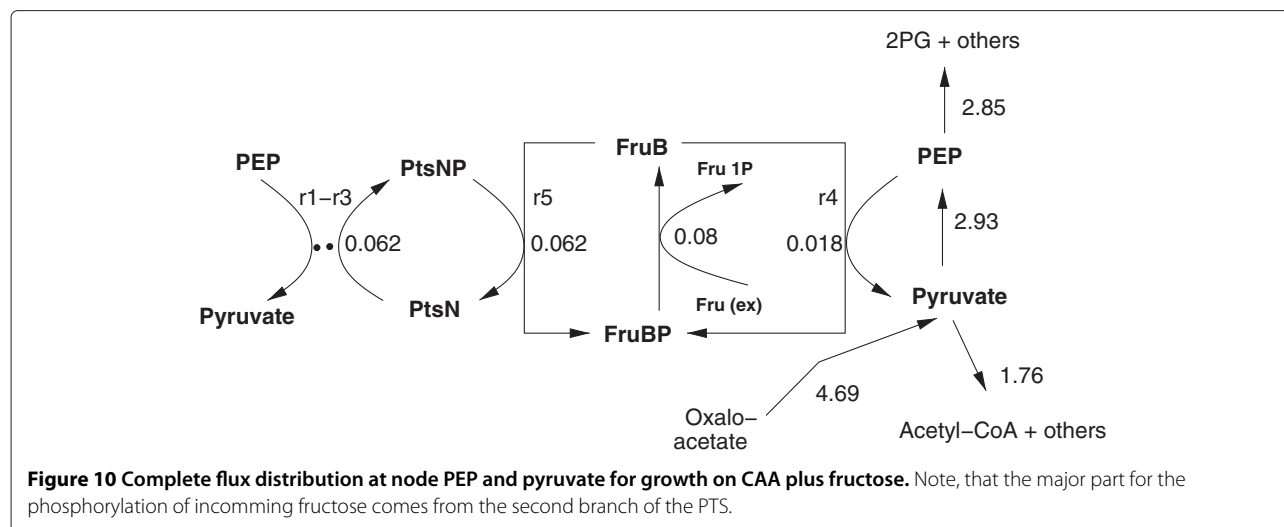 2PG + others
2.85
PEP
PtsNP
FruB
Fru 1P
PEP
r1−r3
r5
r4
0.062
0.062
0.08
0.018
2.93
Pyruvate
PtsN
Fru (ex)
Pyruvate
FruBP
4.69
1.76
Oxalo−
acetate
Acetyl−CoA + others
Figure 10 Complete flux distribution at node PEP and pyruvate for growth on CAA plus fructose. Note, that the major part for the
phosphorylation of incomming fructose comes from the second branch of the PTS.